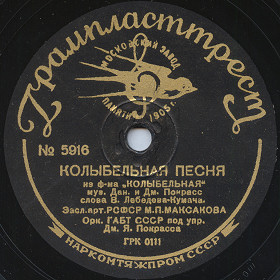 Грампласттрест
МОСКОВСКИЙ ЗАВОД
ПАМЯТИ 1905 г.
№ 5916
КОЛЫБЕЛЬНАЯ ПЕСНЯ
из ф-ма „КОЛЫБЕЛЬНАЯ"
муз. Дан. и Дм. Покрасс
слова В. Лебедева-Кумача.
Засл.арт.РСФСР М.П.МАКСАКОВА
Орк. ГАБТ СССР под упр.
Дм. Я. Покрасса
ГРК 0111
НАРКОМТЯЖПРОМ СССР